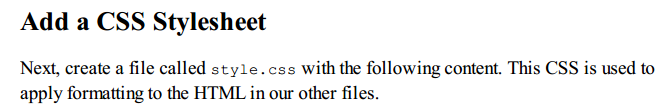 Add a CSS Stylesheet
Next, create a file called style.css with the following content. This CSS is used to
apply formatting to the HTML in our other files.